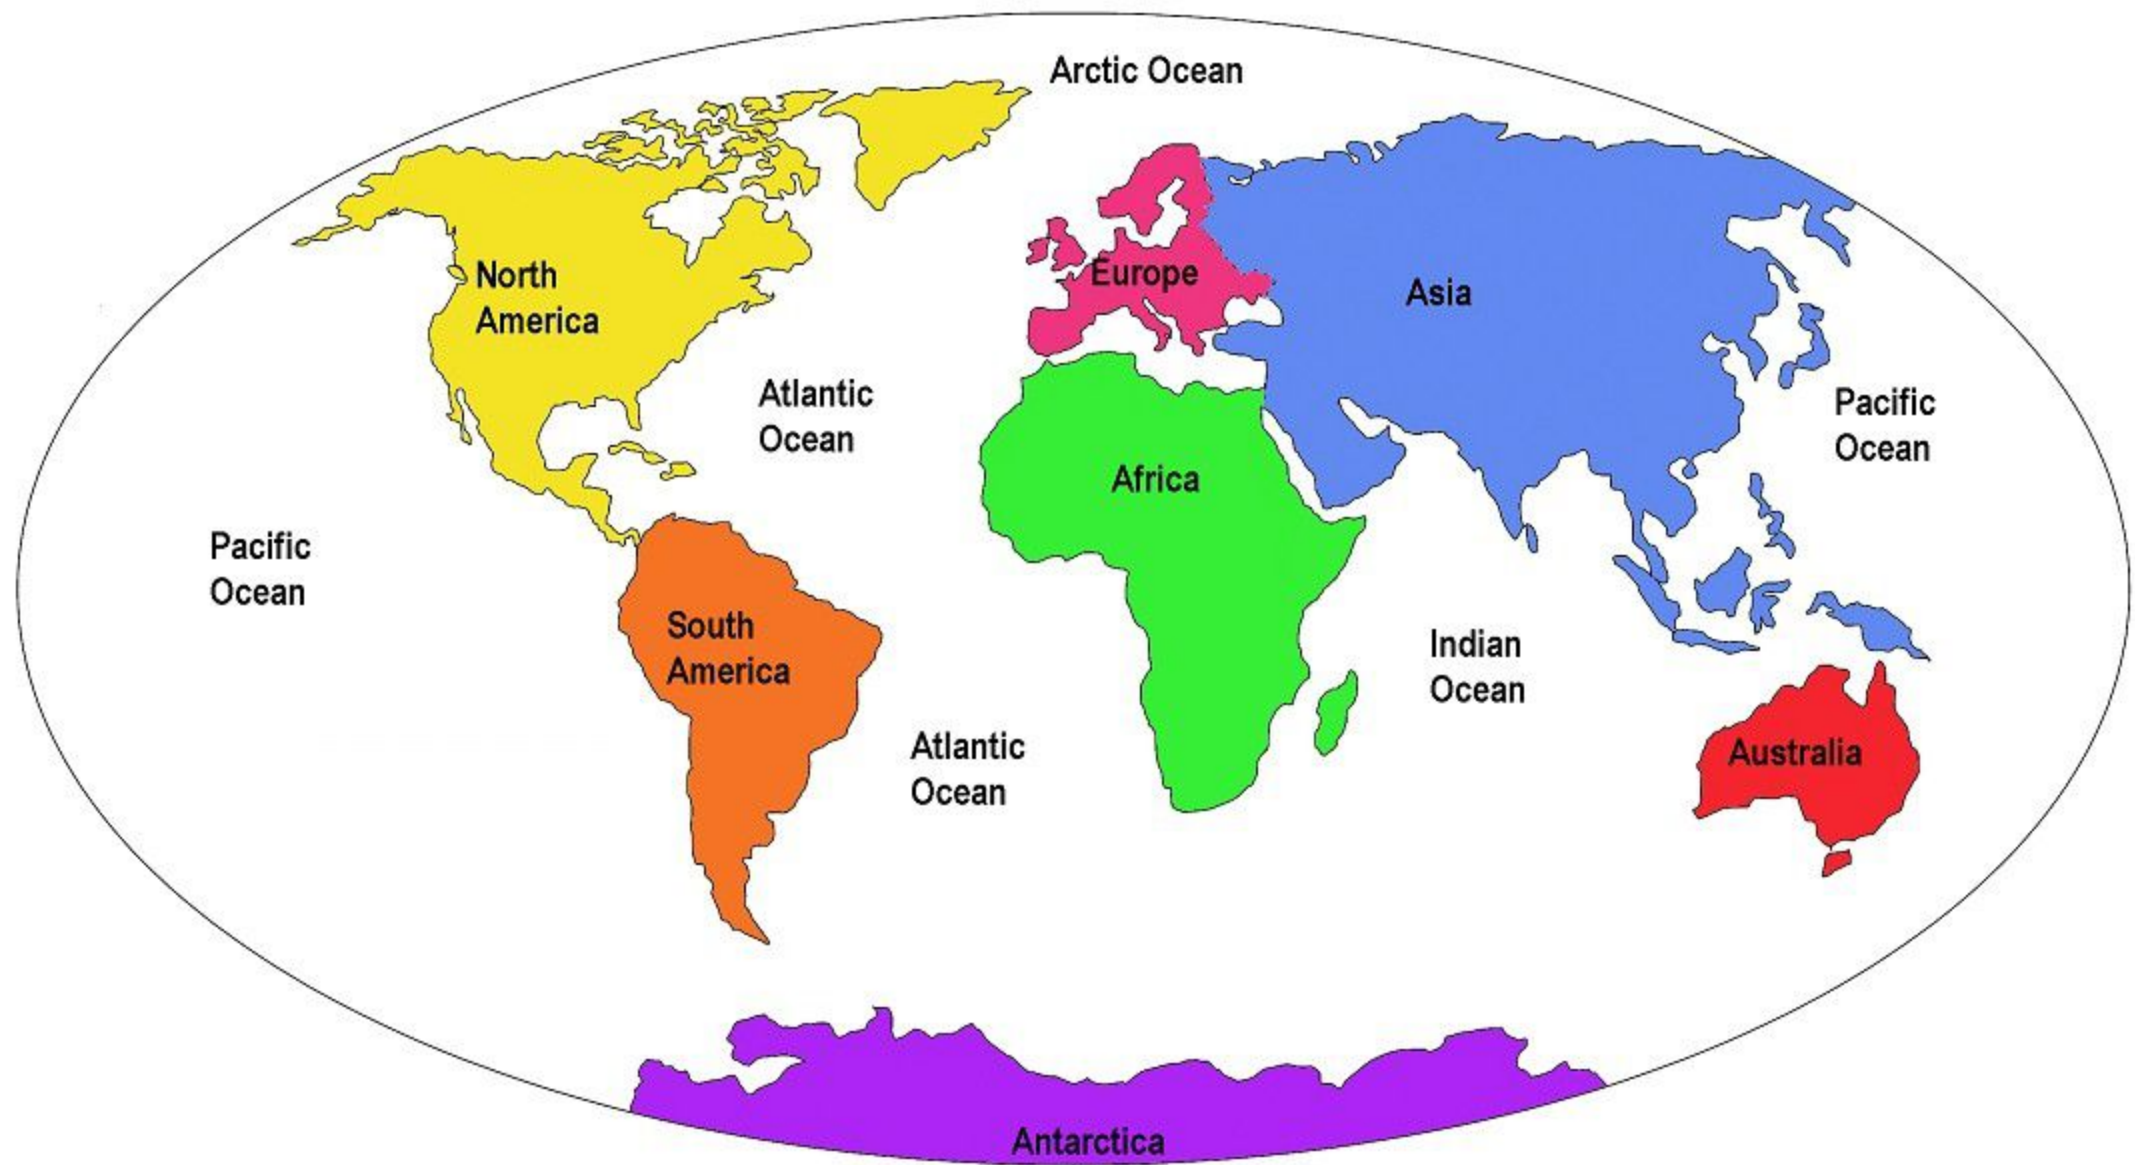 Arctic Ocean
North
America
Europe
Asia
Atlantic
Ocean
Pacific
Ocean
Africa
Pacific
Ocean
South
America
Indian
Ocean
Atlantic
Ocean
Australia
Antarctica